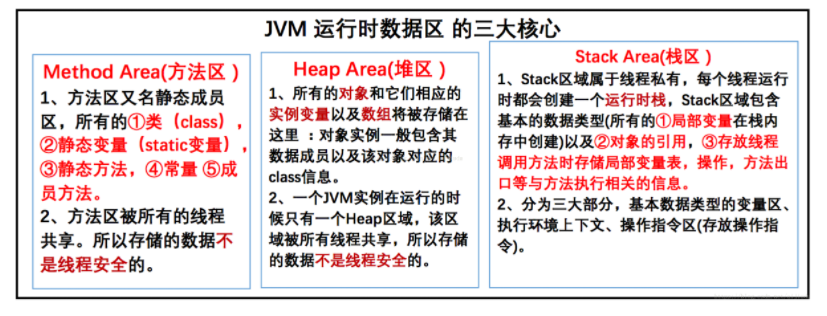 JVM 运行时数据区 的三大核心
Method Area(方法区 )
1、方法区又名静态成员
区，所有的①类（class），
②静态变量（static变量），
③静态方法，④常量 ⑤成
员方法。
2、方法区被所有的线程
共享。所以存储的数据不
是线程安全的。
Heap Area(堆区 )
1、所有的对象和它们相应的
实例变量以及数组将被存储在
这里 ：对象实例一般包含其
数据成员以及该对象对应的
class信息。
2、一个JVM实例在运行的时
候只有一个Heap区域，该区
域被所有线程共享，所以存储
的数据不是线程安全的。
Stack Area(栈区 )
1、Stack区域属于线程私有，每个线程运行
时都会创建一个运行时栈，Stack区域包含
基本的数据类型(所有的①局部变量在栈内
存中创建)以及②对象的引用，③存放线程
调用方法时存储局部变量表，操作，方法出
口等与方法执行相关的信息。
2、分为三大部分，基本数据类型的变量区、
执行环境上下文、操作指令区(存放操作指
令)。